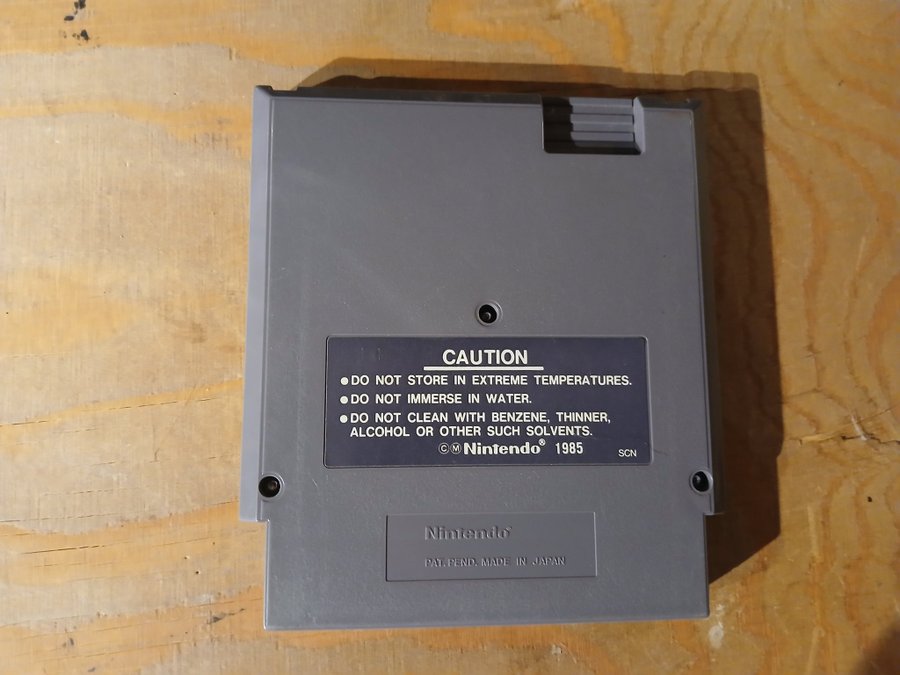 CAUTION
●DO NOT STORE IN EXTREME TEMPERATURES.
●DO NOT IMMERSE IN WATER.
●DO NOT CLEAN WITH BENZENE, THINNER,
ALCOHOL OR OTHER SUCH SOLVENTS.
ⒸⓂNintendo® 1985 SCN
Nintendo®
PAT. PEND. MADE IN JAPAN